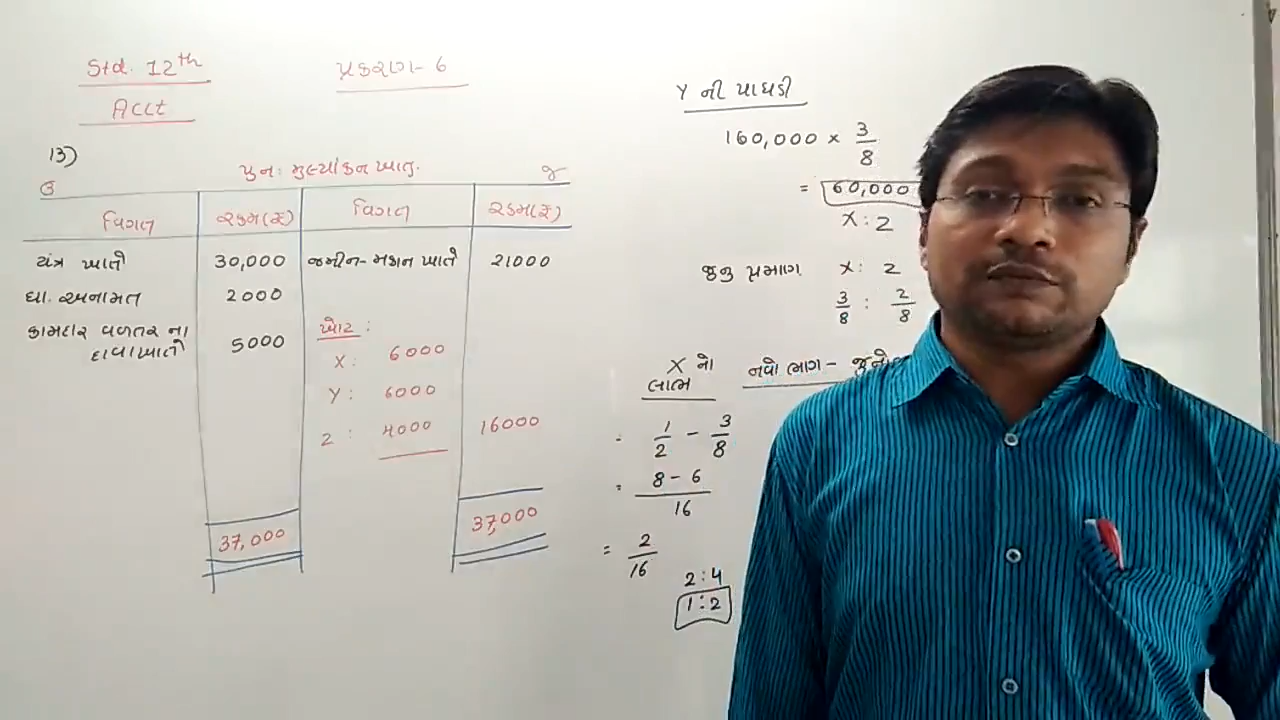 Std. 12th
Acct
પ્રકરણ-6
13)
પુનઃમુલ્યાંકન ખાતુ.
ઉ
જ
વિગત
રકમ(₹)
વિગત
રકમ(₹)
યંત્ર ખાતે
30,000
જમીન-મકાન ખાતે
21000
ઘા. અનામત
2000
કામદાર વળતર ના
દાવા ખાતે
5000
ખોટ :
X: 6000
Y: 6000
Z : 4000
16000
37,000
37,000
Y ની પાઘડી
160,000 × 3/8
= 60,000
X : Z
જુનુ પ્રમાણ X : Z
3/8 : 2/8
X નો
લાભ
નવો ભાગ - જુનો
= 1/2 - 3/8
= 8 - 6 / 16
= 2/16
2:4
1:2